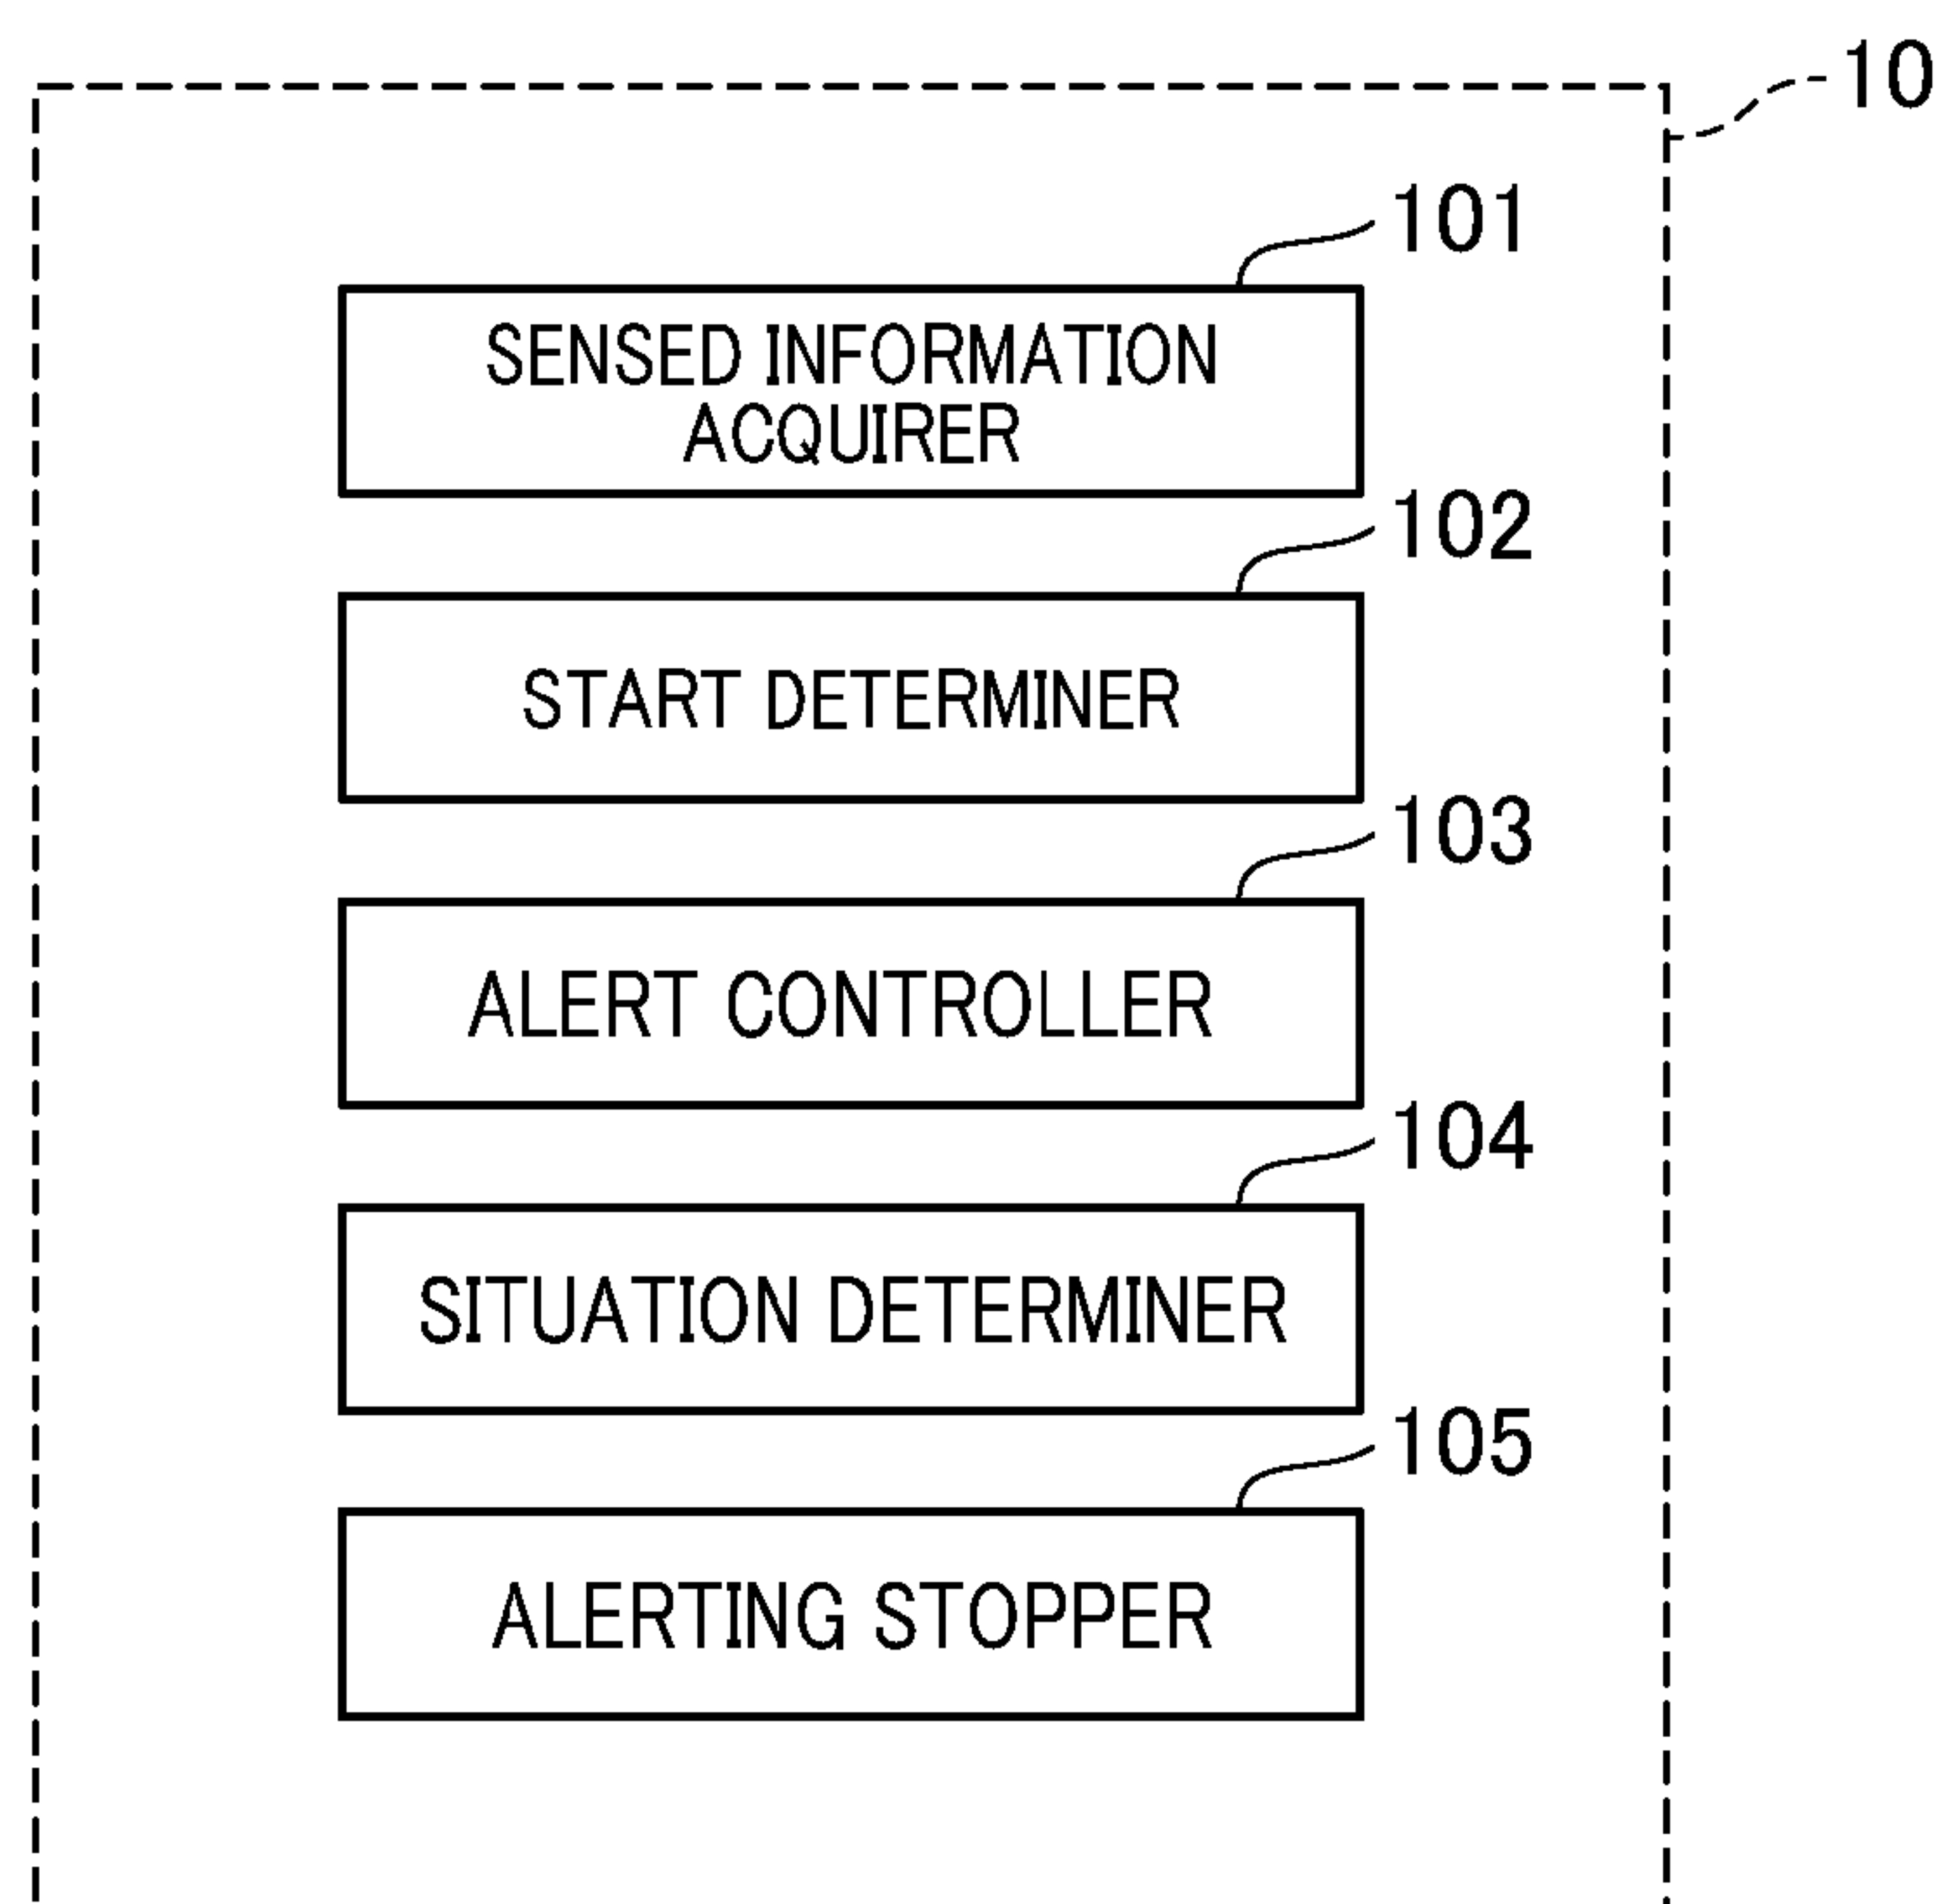 10
101
SENSED INFORMATION
ACQUIRER
102
START DETERMINER
103
ALERT CONTROLLER
104
SITUATION DETERMINER
105
ALERTING STOPPER